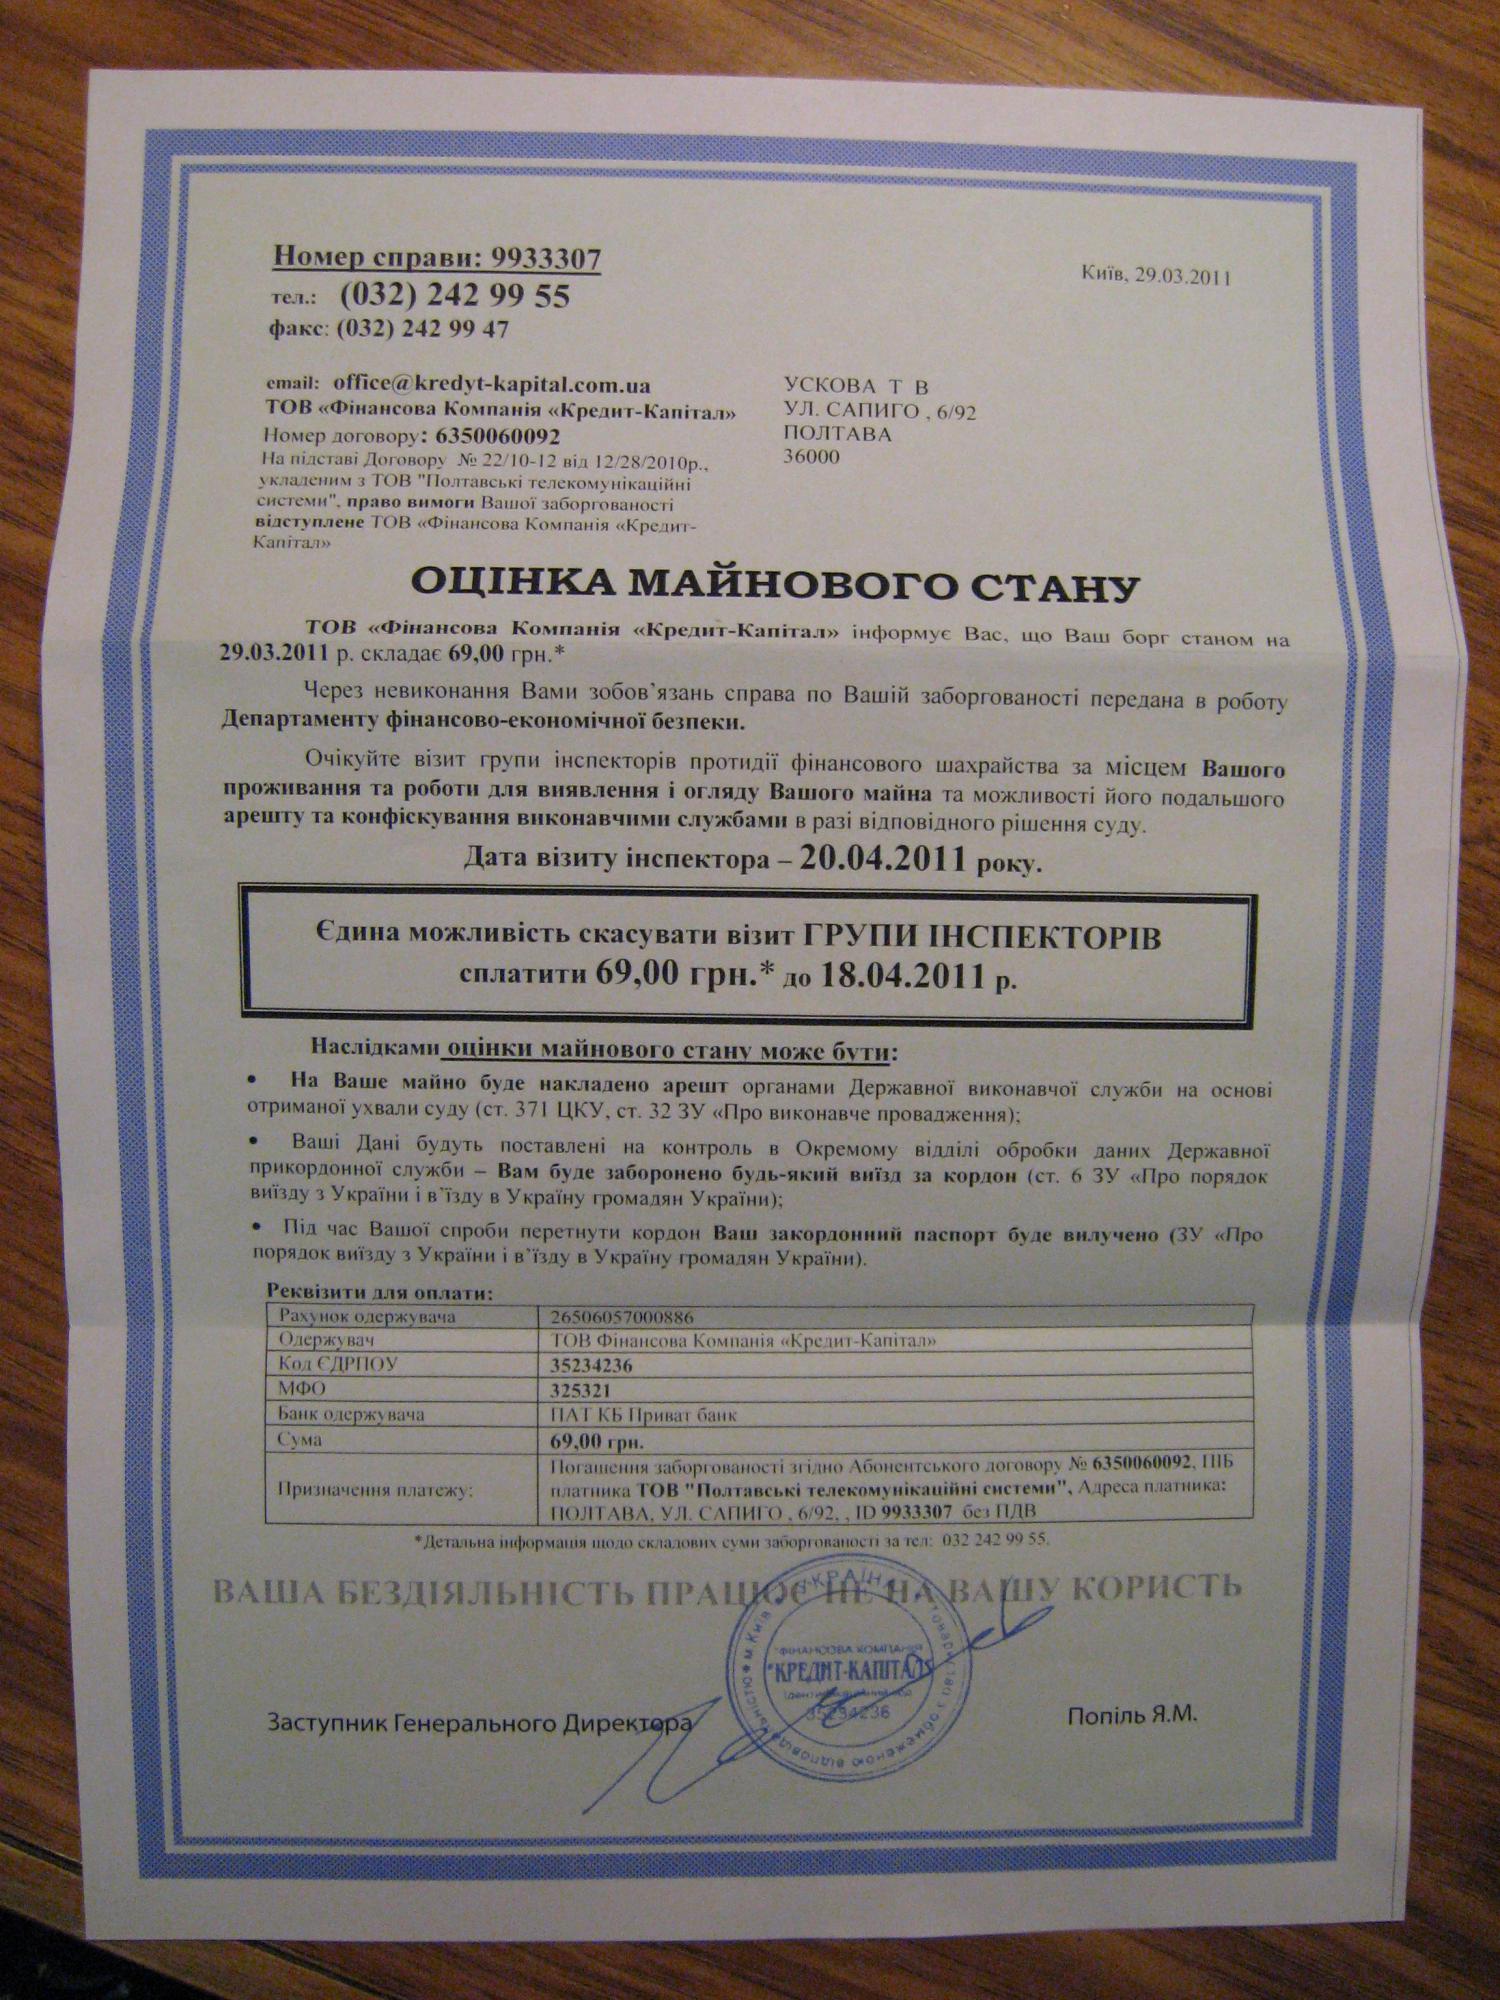 Номер справи: 9933307
Київ, 29.03.2011
тел.: (032) 242 99 55
факс: (032) 242 99 47
email: office@kredyt-kapital.com.ua
ТОВ «Фінансова Компанія «Кредит-Капітал»
Номер договору: 6350060092
На підставі Договору № 22/10-12 від 12/28/2010р.,
укладеним з ТОВ "Полтавські телекомунікаційні
системи", право вимоги Вашої заборгованості
відступлене ТОВ «Фінансова Компанія «Кредит-
Капітал»
УСКОВА Т В
УЛ. САПИГО , 6/92
ПОЛТАВА
36000
ОЦІНКА МАЙНОВОГО СТАНУ
ТОВ «Фінансова Компанія «Кредит-Капітал» інформує Вас, що Ваш борг станом на
29.03.2011 р. складає 69,00 грн.*
Через невиконання Вами зобов'язань справа по Вашій заборгованості передана в роботу
Департаменту фінансово-економічної безпеки.
Очікуйте візит групи інспекторів протидії фінансового шахрайства за місцем Вашого
проживання та роботи для виявлення і огляду Вашого майна та можливості його подальшого
арешту та конфіскування виконавчими службами в разі відповідного рішення суду.
Дата візиту інспектора – 20.04.2011 року.
Єдина можливість скасувати візит ГРУПИ ІНСПЕКТОРІВ
сплатити 69,00 грн.* до 18.04.2011 р.
Наслідками оцінки майнового стану може бути:
• На Ваше майно буде накладено арешт органами Державної виконавчої служби на основі
отриманої ухвали суду (ст. 371 ЦКУ, ст. 32 ЗУ «Про виконавче провадження);
• Ваші Дані будуть поставлені на контроль в Окремому відділі обробки даних Державної
прикордонної служби – Вам буде заборонено будь-який виїзд за кордон (ст. 6 ЗУ «Про порядок
виїзду з України і в'їзду в Україну громадян України);
• Під час Вашої спроби перетнути кордон Ваш закордонний паспорт буде вилучено (ЗУ «Про
порядок виїзду з України і в'їзду в Україну громадян України).
Реквізити для оплати:
Рахунок одержувача 26506057000886
Одержувач ТОВ Фінансова Компанія «Кредит-Капітал»
Код ЄДРПОУ 35234236
МФО 325321
Банк одержувача ПАТ КБ Приват банк
Сума 69,00 грн.
Призначення платежу:
Погашення заборгованості згідно Абонентського договору № 6350060092, ПІБ
платника ТОВ "Полтавські телекомунікаційні системи", Адреса платника:
ПОЛТАВА, УЛ. САПИГО , 6/92, , ID 9933307 без ПДВ
*Детальна інформація щодо складових суми заборгованості за тел: 032 242 99 55.
ВАША БЕЗДІЯЛЬНІСТЬ ПРАЦЮЄ НЕ НА ВАШУ КОРИСТЬ
УКРАЇНА
м.Київ
товариство з обмеженою відповідальністю
"ФІНАНСОВА КОМПАНІЯ
"КРЕДИТ-КАПІТАЛ"
35234236
Заступник Генерального Директора
Попіль Я.М.